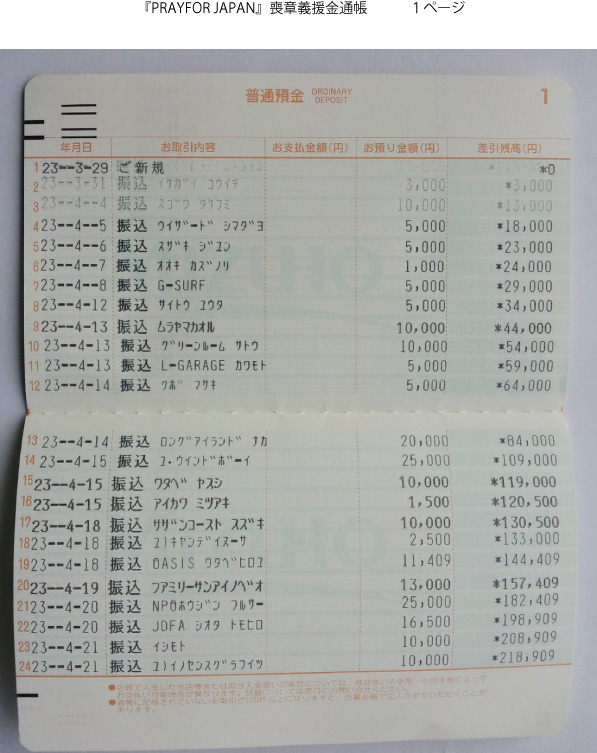 『PRAYFOR JAPAN』喪章義援金通帳　　　1ページ
普通預金 ORDINARY DEPOSIT 1
年月日 お取引内容 お支払金額(円) お預り金額(円) 差引残高(円)
1 23--3-29 ご新規 *0
2 23--3-31 振込 イケガイ コウイチ 3,000 *3,000
3 23--4--4 振込 スゴウ タケフミ 10,000 *13,000
4 23--4--5 振込 ウイザード シマダヨ 5,000 *18,000
5 23--4--6 振込 スザキ ジユン 5,000 *23,000
6 23--4--7 振込 オオキ カズノリ 1,000 *24,000
7 23--4--8 振込 G-SURF 5,000 *29,000
8 23--4-12 振込 サイトウ ユウタ 5,000 *34,000
9 23--4-13 振込 ムラヤマカオル 10,000 *44,000
10 23--4-13 振込 グリーンルーム サトウ 10,000 *54,000
11 23--4-13 振込 L-GARAGE カワモト 5,000 *59,000
12 23--4-14 振込 クボ マサキ 5,000 *64,000
13 23--4-14 振込 ロングアイランド ナカ 20,000 *84,000
14 23--4-15 振込 ユ.ウインドボーイ 25,000 *109,000
15 23--4-15 振込 ワタベ ヤスシ 10,000 *119,000
16 23--4-15 振込 アイカワ ミツアキ 1,500 *120,500
17 23--4-18 振込 サザンコースト スズキ 10,000 *130,500
18 23--4-18 振込 ユ)キヤンデイスーサ 2,500 *133,000
19 23--4-18 振込 OASIS ワタベヒロユ 11,409 *144,409
20 23--4-19 振込 フアミリーサンアイノベオ 13,000 *157,409
21 23--4-20 振込 NPOホウジン フルサー 25,000 *182,409
22 23--4-20 振込 JDFA シオタ トモヒロ 16,500 *198,909
23 23--4-21 振込 イシモト 10,000 *208,909
24 23--4-21 振込 ユ)イノセンスグラフイツ 10,000 *218,909